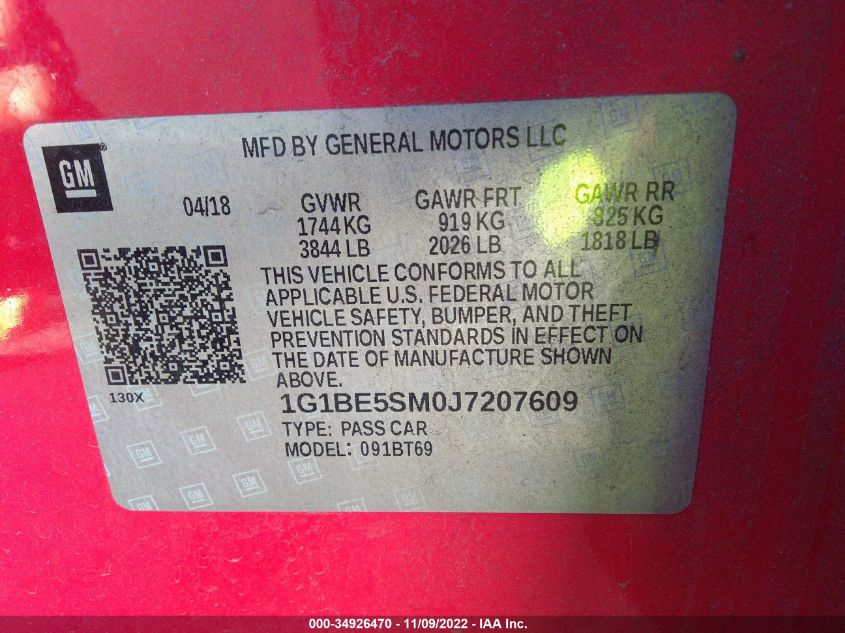 MFD BY GENERAL MOTORS LLC
GM
04/18 GVWR GAWR FRT GAWR RR
1744 KG 919 KG 825 KG
3844 LB 2026 LB 1818 LB
THIS VEHICLE CONFORMS TO ALL
APPLICABLE U.S. FEDERAL MOTOR
VEHICLE SAFETY, BUMPER, AND THEFT
PREVENTION STANDARDS IN EFFECT ON
THE DATE OF MANUFACTURE SHOWN
ABOVE.
130X
1G1BE5SM0J7207609
TYPE: PASS CAR
MODEL: 091BT69
000-34926470 - 11/09/2022 - IAA Inc.